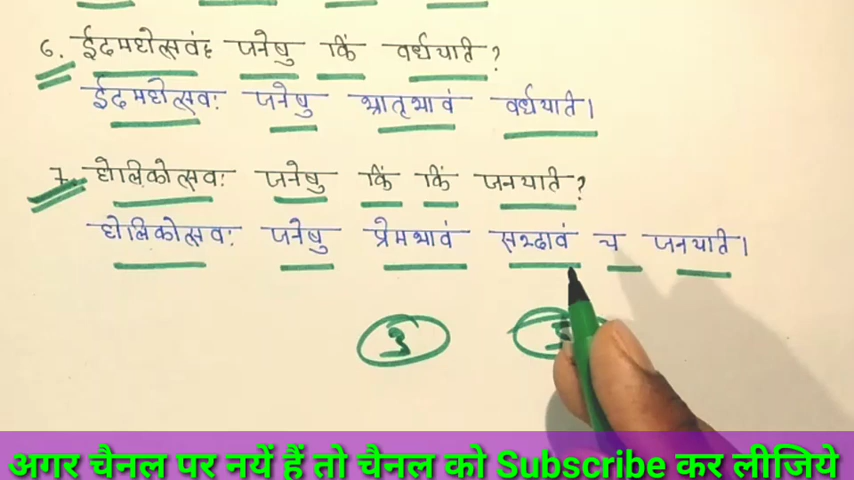 6. ईदमहोत्सवः जनेषु किं वर्धयति?
ईदमहोत्सवः जनेषु भ्रातृभावं वर्धयति।
7. होलिकोत्सवः जनेषु किं किं जनयति?
होलिकोत्सवः जनेषु प्रेमभावं सद्भावं च जनयति।
3
अगर चैनल पर नयें हैं तो चैनल को Subscribe कर लीजिये